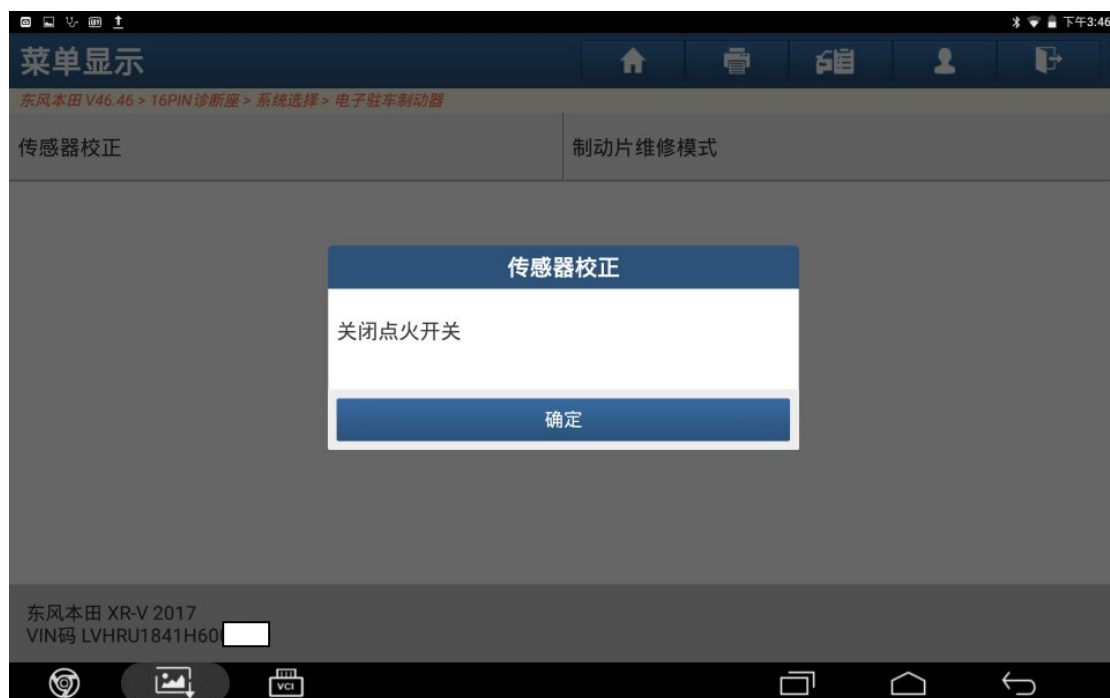 下午3:46
菜单显示
东风本田 V46.46 > 16PIN诊断座 > 系统选择 > 电子驻车制动器
传感器校正
制动片维修模式
传感器校正
关闭点火开关
确定
东风本田 XR-V 2017
VIN码 LVHRU1841H60
VCI